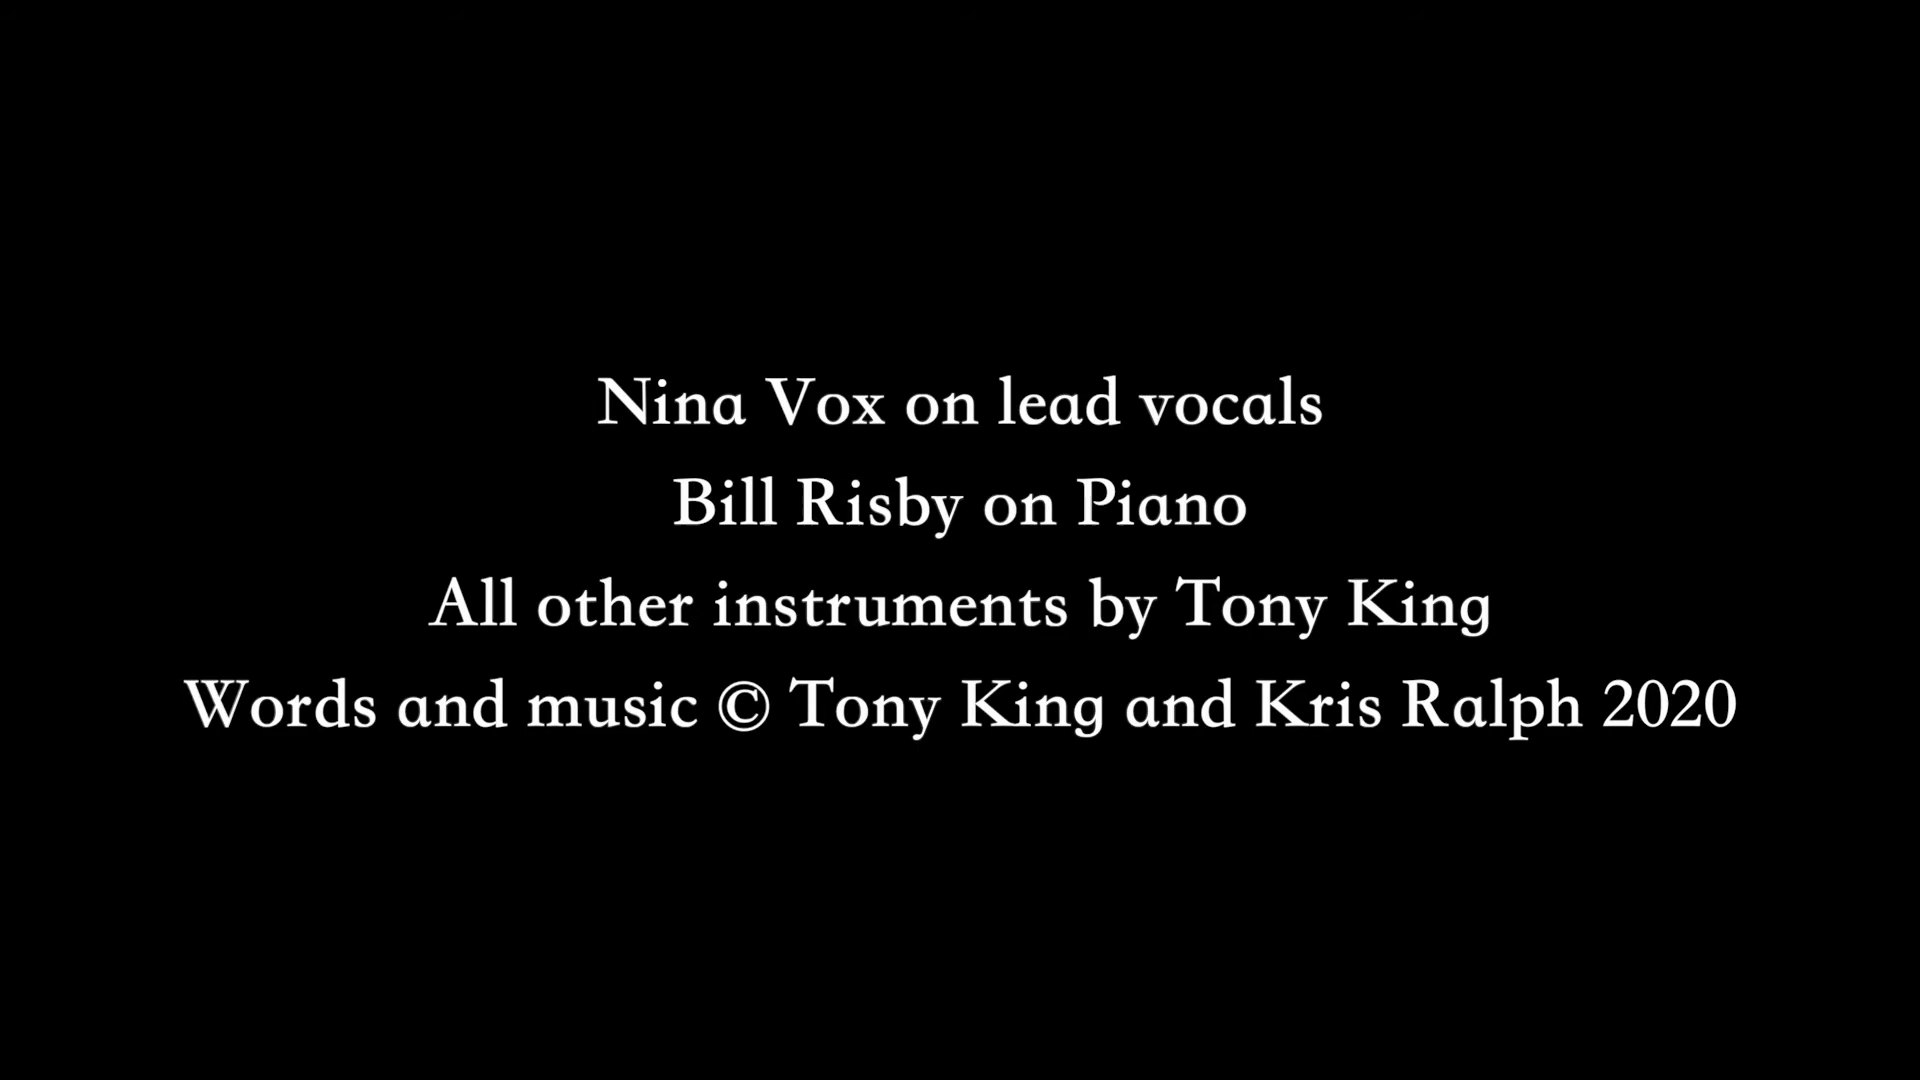 Nina Vox on lead vocals
Bill Risby on Piano
All other instruments by Tony King
Words and music © Tony King and Kris Ralph 2020